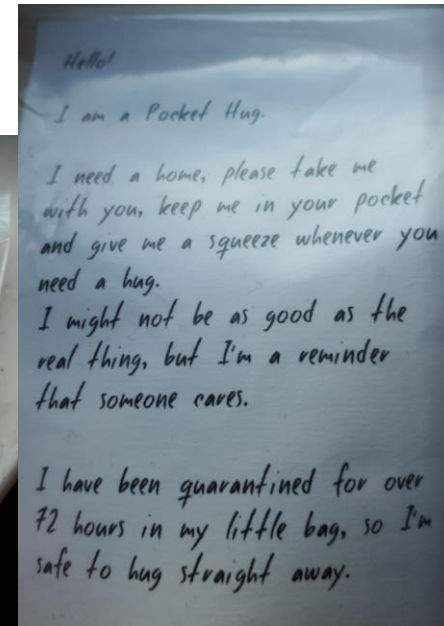 Hello!
I am a Pocket Hug.
I need a home, please take me
with you, keep me in your pocket
and give me a squeeze whenever you
need a hug.
I might not be as good as the
real thing, but I'm a reminder
that someone cares.
I have been quarantined for over
72 hours in my little bag, so I'm
safe to hug straight away.